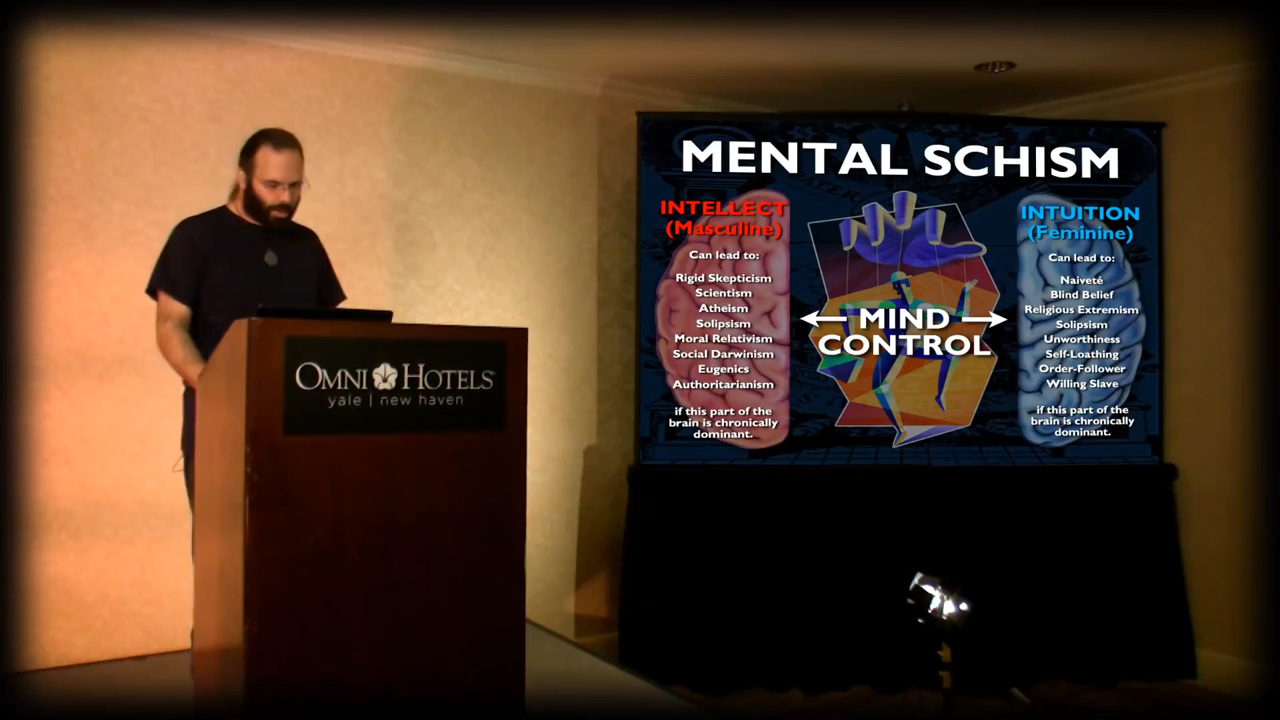 OMNI HOTELS
yale | new haven
MENTAL SCHISM
INTELLECT
(Masculine)
Can lead to:
Rigid Skepticism
Scientism
Atheism
Solipsism
Moral Relativism
Social Darwinism
Eugenics
Authoritarianism
if this part of the
brain is chronically
dominant.
MIND
CONTROL
INTUITION
(Feminine)
Can lead to:
Naiveté
Blind Belief
Religious Extremism
Solipsism
Unworthiness
Self-Loathing
Order-Follower
Willing Slave
if this part of the
brain is chronically
dominant.